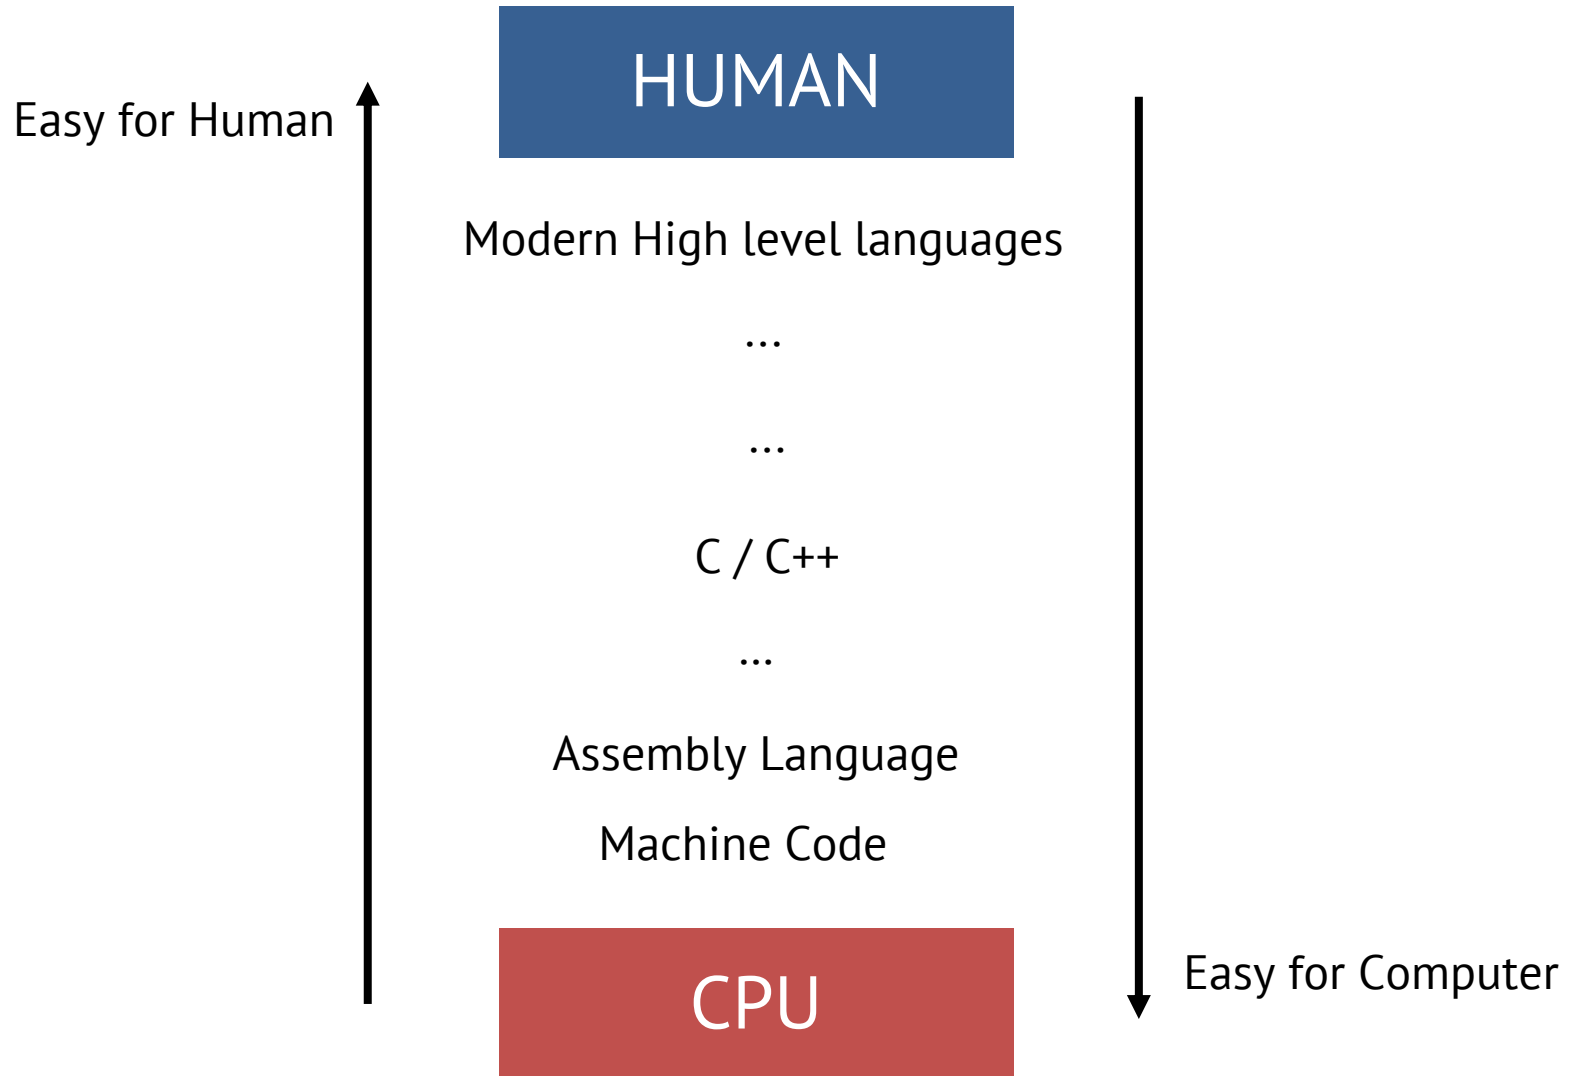 HUMAN
Easy for Human
Modern High level languages
...
...
C / C++
...
Assembly Language
Machine Code
Easy for Computer
CPU